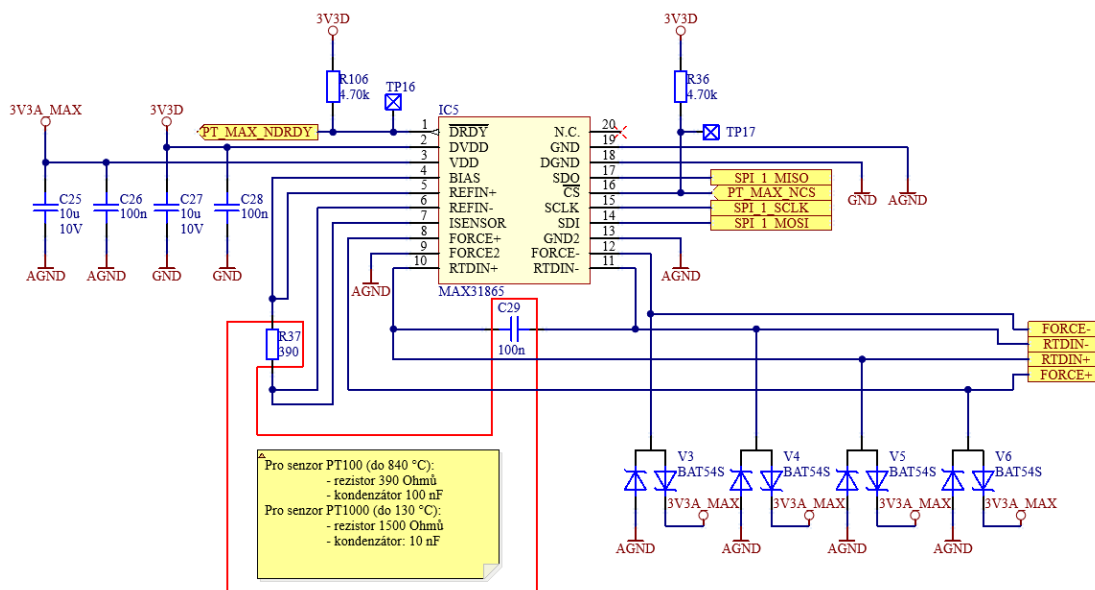 3V3D
3V3D
R106
4.70k
TP16
R36
4.70k
3V3A_MAX
3V3D
IC5
PT_MAX_NDRDY
1
DRDY
N.C.
20
TP17
2
DVDD
GND
19
3
VDD
DGND
18
4
BIAS
SDO
17
SPI_1_MISO
5
REFIN+
CS
16
PT_MAX_NCS
6
REFIN-
SCLK
15
SPI_1_SCLK
7
ISENSOR
SDI
14
SPI_1_MOSI
8
FORCE+
GND2
13
9
FORCE2
FORCE-
12
10
RTDIN+
RTDIN-
11
MAX31865
C25
10u
10V
C26
100n
C27
10u
10V
C28
100n
GND
AGND
AGND
AGND
GND
GND
AGND
AGND
C29
100n
R37
390
FORCE-
RTDIN-
RTDIN+
FORCE+
Pro senzor PT100 (do 840 °C):
- rezistor 390 Ohmů
- kondenzátor 100 nF
Pro senzor PT1000 (do 130 °C):
- rezistor 1500 Ohmů
- kondenzátor: 10 nF
V3
BAT54S
V4
BAT54S
V5
BAT54S
V6
BAT54S
3V3A_MAX
3V3A_MAX
3V3A_MAX
3V3A_MAX
AGND
AGND
AGND
AGND